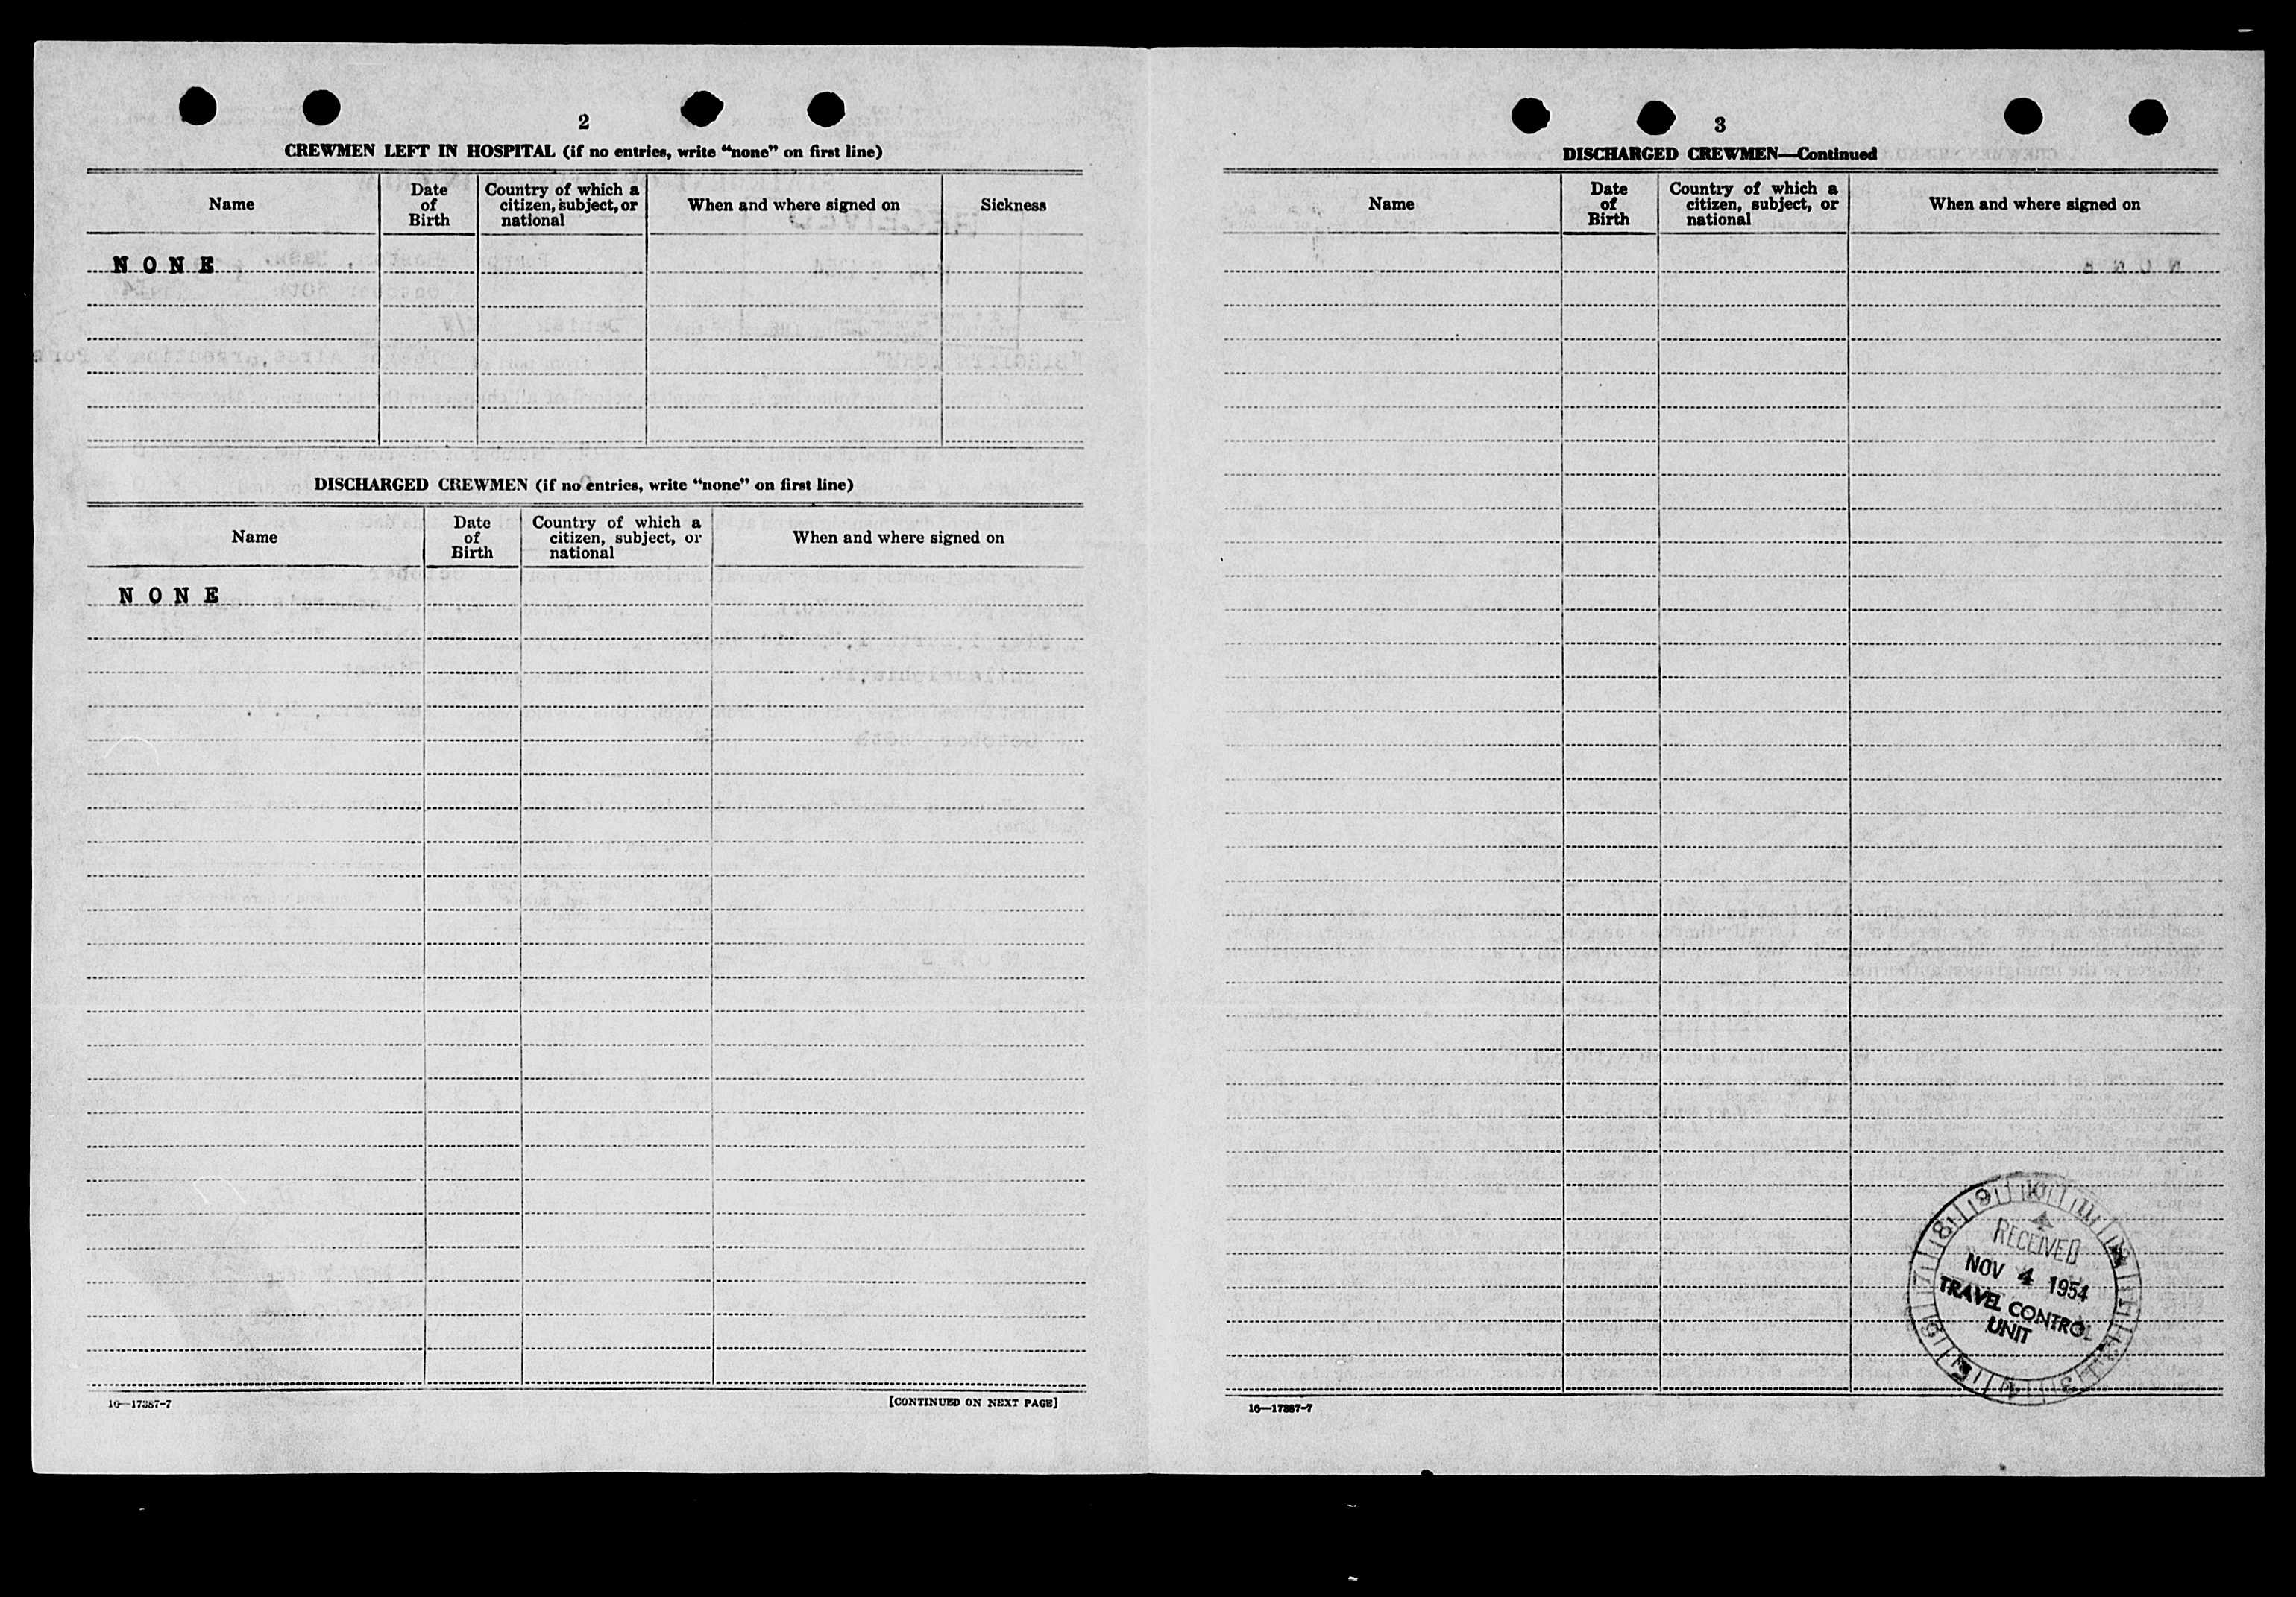 2
CREWMEN LEFT IN HOSPITAL (if no entries, write “none” on first line)
Name
Date of Birth
Country of which a citizen, subject, or national
When and where signed on
Sickness
NONE
DISCHARGED CREWMEN (if no entries, write “none” on first line)
Name
Date of Birth
Country of which a citizen, subject, or national
When and where signed on
NONE
16—17387-7
[CONTINUED ON NEXT PAGE]
3
DISCHARGED CREWMEN—Continued
Name
Date of Birth
Country of which a citizen, subject, or national
When and where signed on
RECEIVED
NOV 4 1954
TRAVEL CONTROL
UNIT
16—17387-7